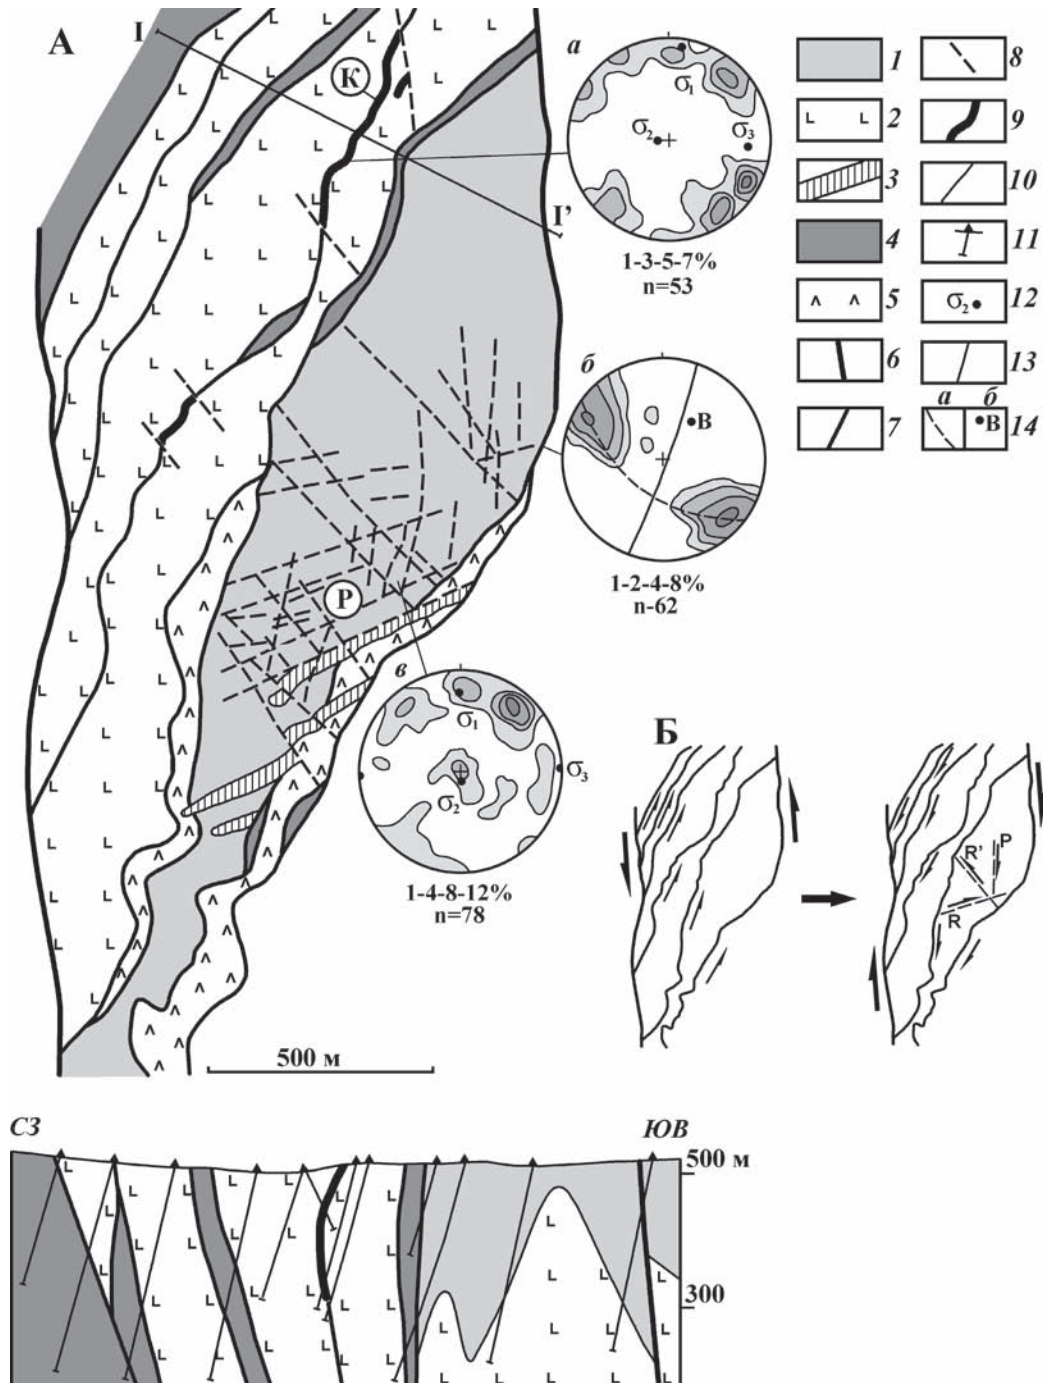 А
I
К
I’
Р
а
σ₁
σ₂
σ₃
1-3-5-7%
n=53
б
В
1-2-4-8%
n-62
в
σ₁
σ₂
σ₃
1-4-8-12%
n=78
500 м
1
8
2
9
3
10
4
11
5
σ₂
12
6
13
7
а
б
В
14
Б
R’
P
R
СЗ
ЮВ
500 м
300